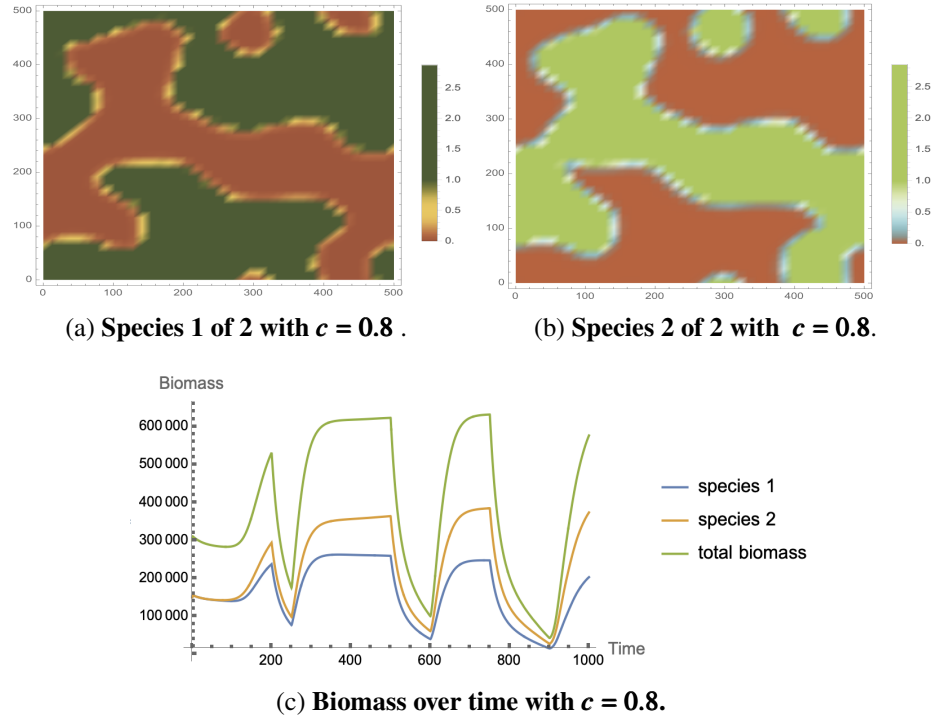 500
400
300
200
100
0
0 100 200 300 400 500
2.5
2.0
1.5
1.0
0.5
0.
500
400
300
200
100
0
0 100 200 300 400 500
2.5
2.0
1.5
1.0
0.5
0.
(a) Species 1 of 2 with c = 0.8 .
(b) Species 2 of 2 with c = 0.8.
Biomass
600 000
500 000
400 000
300 000
200 000
100 000
200 400 600 800 1000
Time
species 1
species 2
total biomass
(c) Biomass over time with c = 0.8.